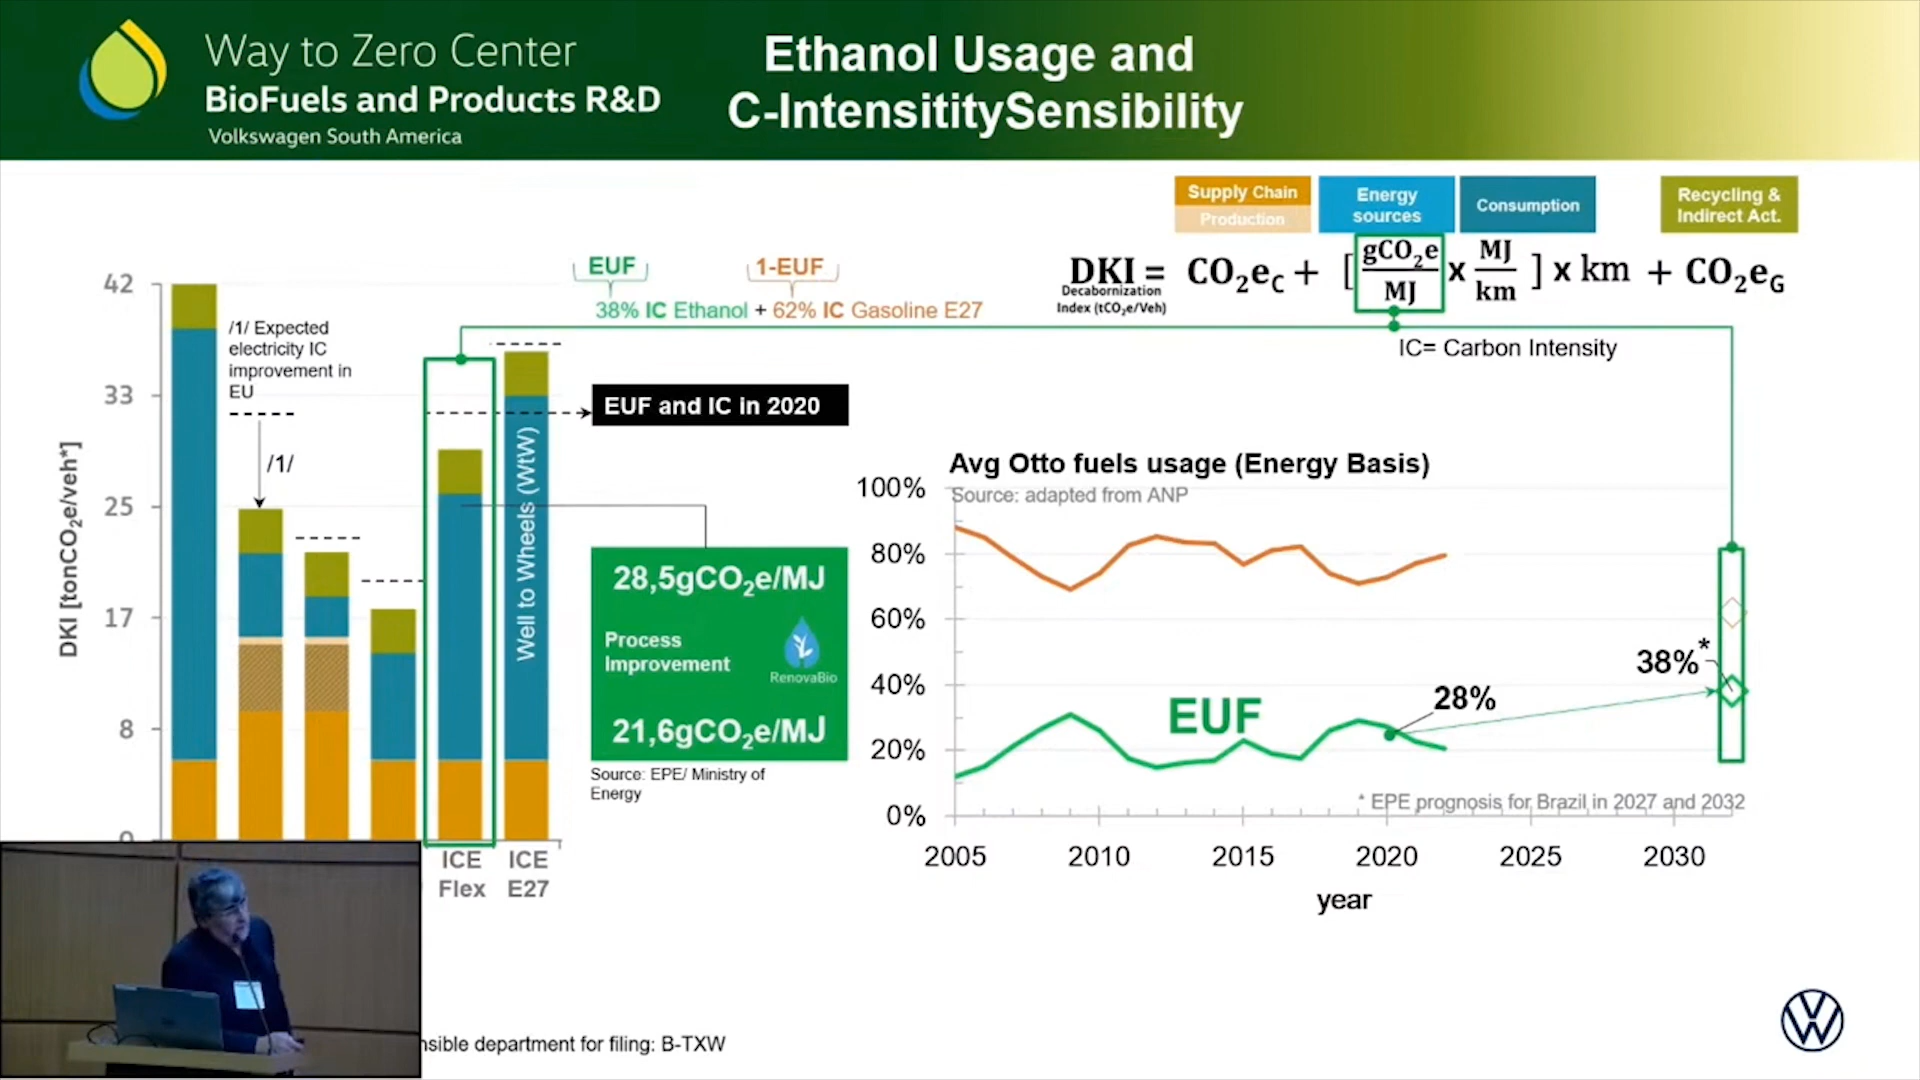 Way to Zero Center
BioFuels and Products R&D
Volkswagen South America
Ethanol Usage and
C-IntensititySensibility
Supply Chain
Production
Energy
sources
Consumption
Recycling &
Indirect Act.
DKI = CO₂eC + [ gCO₂e/MJ x MJ/km ] x km + CO₂eG
Decabornization
Index (tCO₂e/Veh)
IC= Carbon Intensity
EUF
1-EUF
38% IC Ethanol + 62% IC Gasoline E27
DKI [tonCO₂e/veh*]
42
33
25
17
8
0
/1/ Expected
electricity IC
improvement in
EU
/1/
Well to Wheels (WtW)
EUF and IC in 2020
28,5gCO₂e/MJ
Process
Improvement
RenovaBio
21,6gCO₂e/MJ
Source: EPE/ Ministry of
Energy
ICE
Flex
ICE
E27
Avg Otto fuels usage (Energy Basis)
Source: adapted from ANP
100%
80%
60%
40%
20%
0%
EUF
28%
38%*
* EPE prognosis for Brazil in 2027 and 2032
2005
2010
2015
2020
2025
2030
year
nsible department for filing: B-TXW